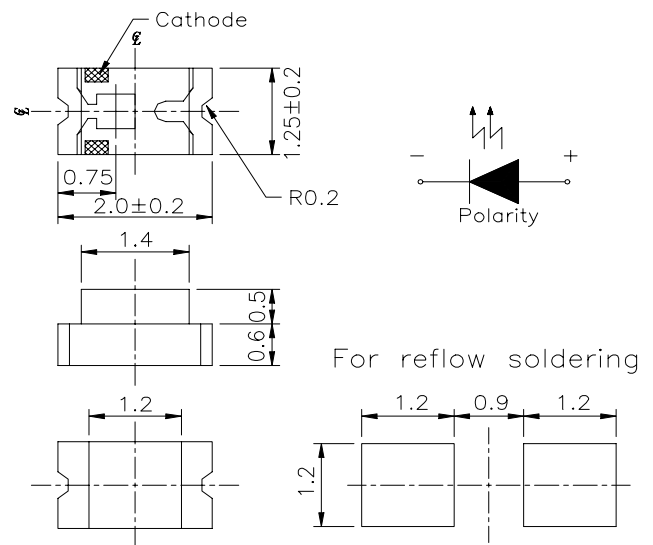 Cathode
℄
℄
1.25±0.2
0.75
R0.2
2.0±0.2
− +
Polarity
1.4
0.5
0.6
For reflow soldering
1.2
1.2 0.9 1.2
1.2